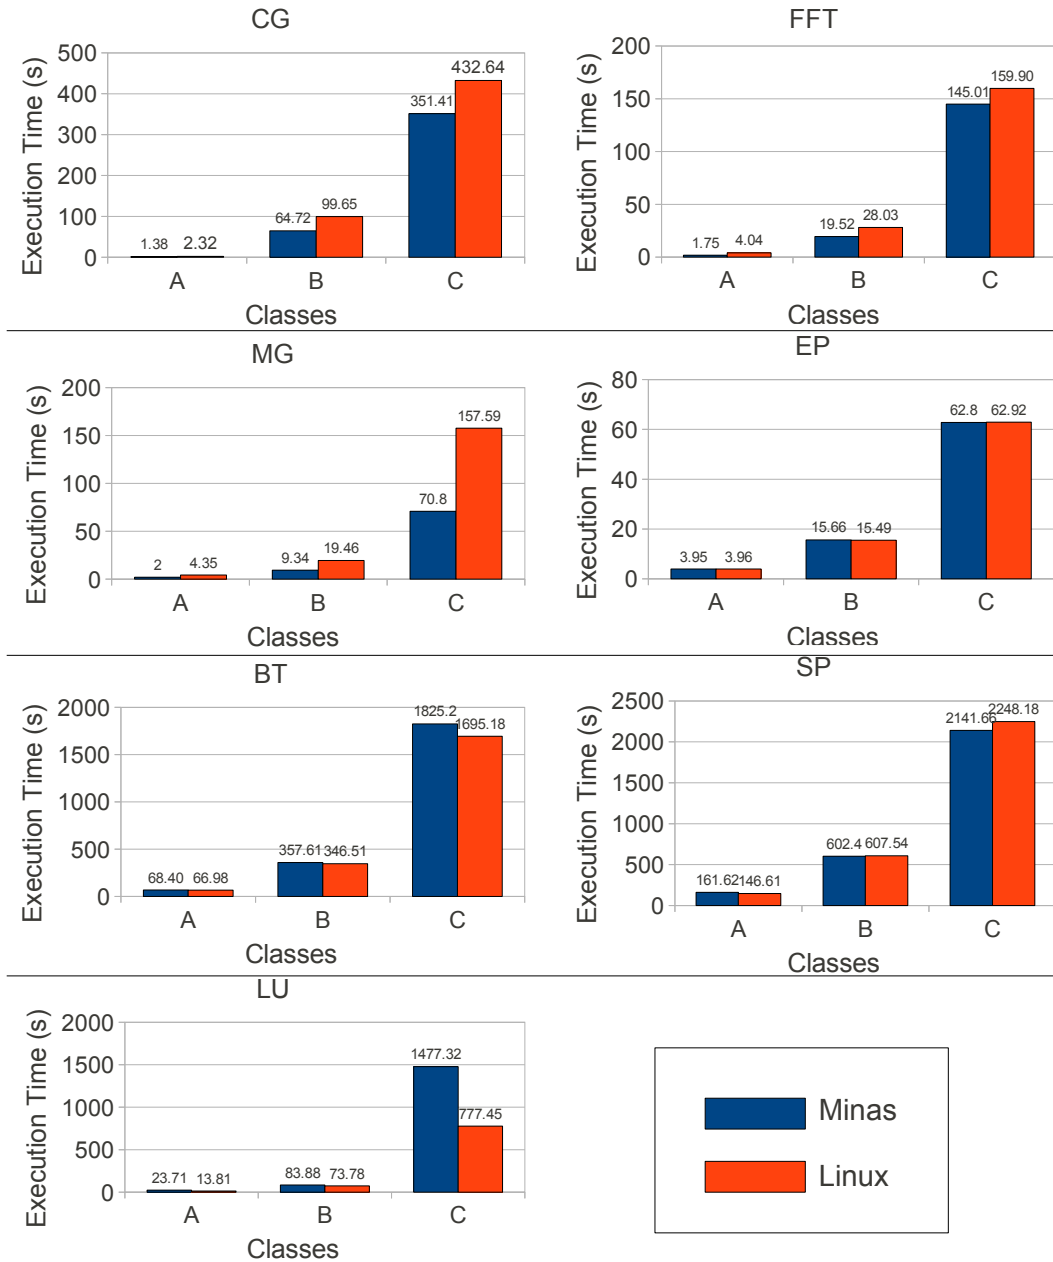 CG
Execution Time (s)
500
400
300
200
100
0
1.38
2.32
64.72
99.65
351.41
432.64
A
B
C
Classes
FFT
Execution Time (s)
200
150
100
50
0
1.75
4.04
19.52
28.03
145.01
159.90
A
B
C
Classes
MG
Execution Time (s)
200
150
100
50
0
2
4.35
9.34
19.46
70.8
157.59
A
B
C
Classes
EP
Execution Time (s)
80
60
40
20
0
3.95
3.96
15.66
15.49
62.8
62.92
A
B
C
Classes
BT
Execution Time (s)
2000
1500
1000
500
0
68.40
66.98
357.61
346.51
1825.2
1695.18
A
B
C
Classes
SP
Execution Time (s)
2500
2000
1500
1000
500
0
161.62
146.61
602.4
607.54
2141.66
2248.18
A
B
C
Classes
LU
Execution Time (s)
2000
1500
1000
500
0
23.71
13.81
83.88
73.78
1477.32
777.45
A
B
C
Classes
Minas
Linux